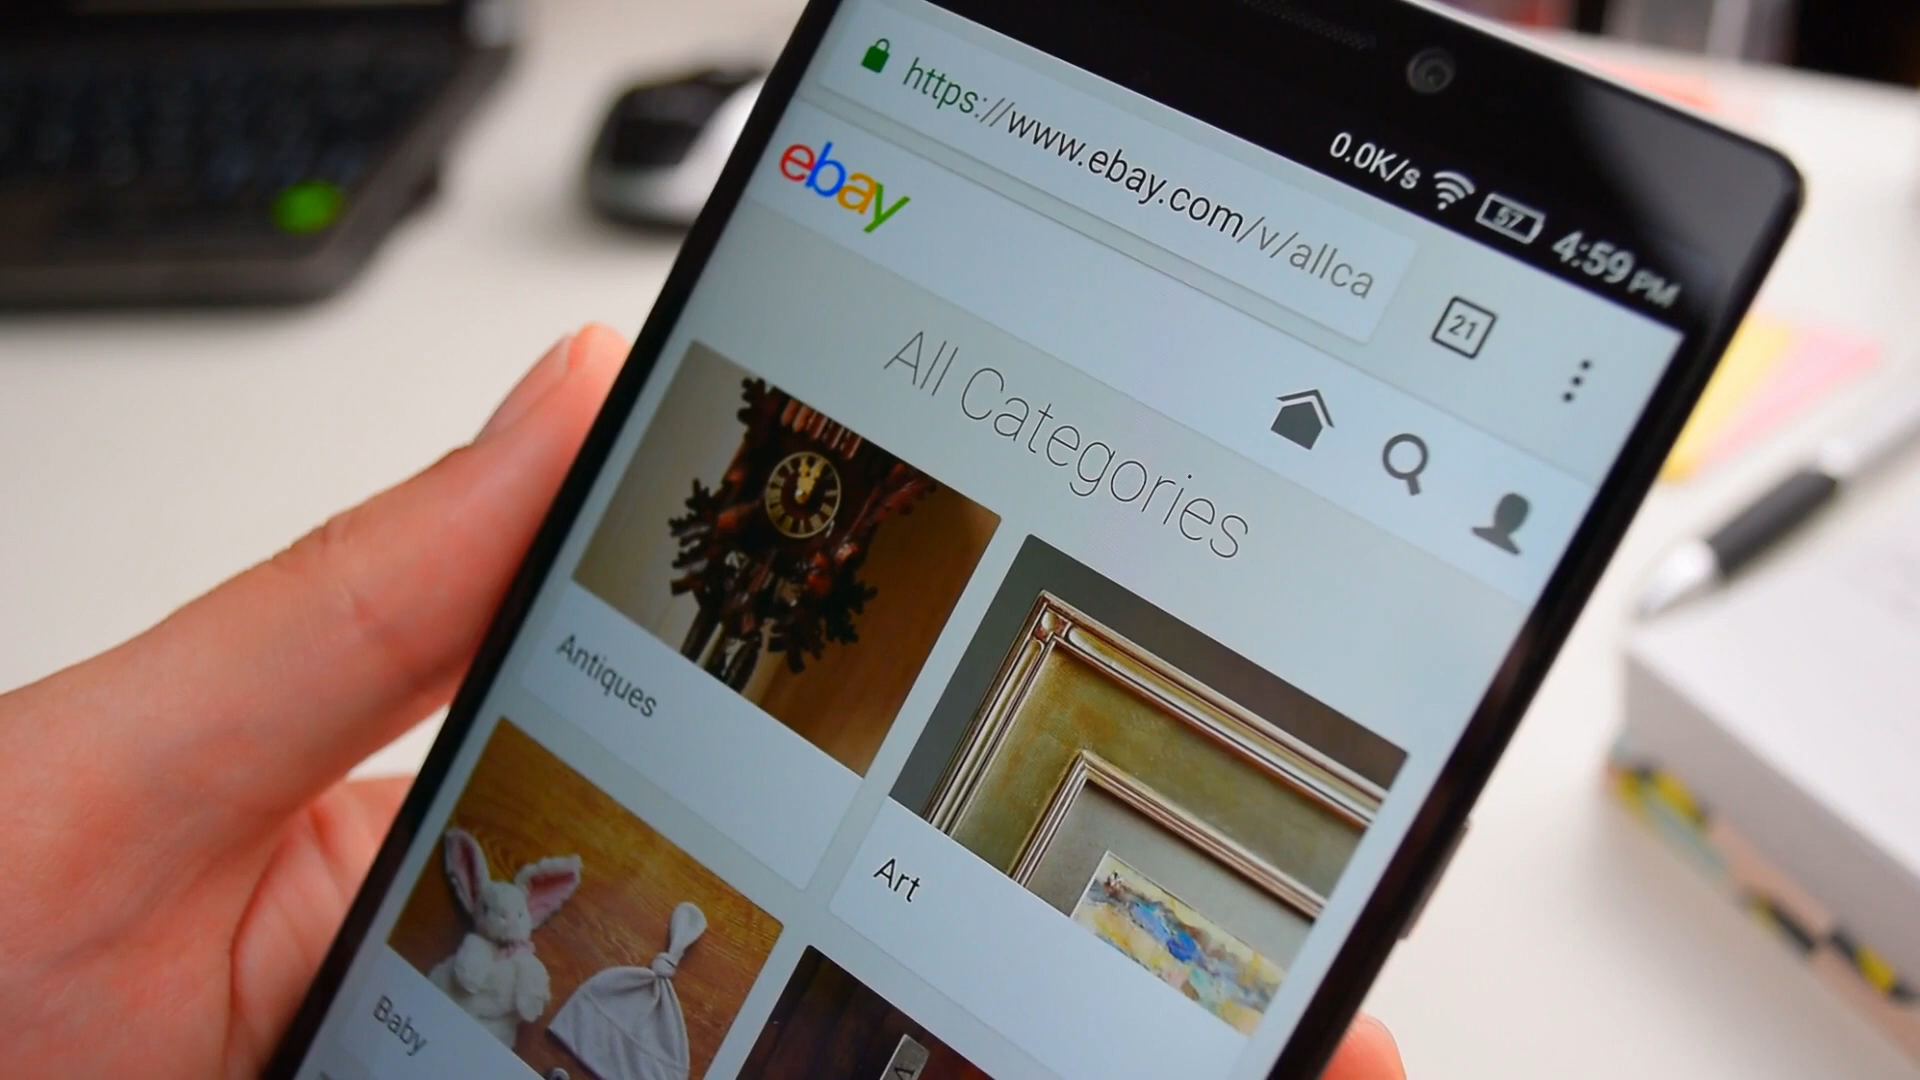 0.0K/s 57 4:59 PM
https://www.ebay.com/v/allca
21
ebay
All Categories
Antiques
Art
Baby